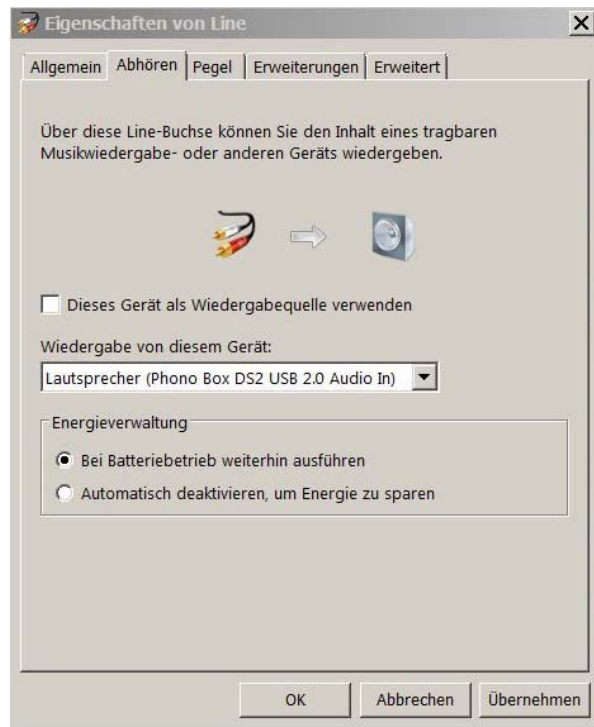 Eigenschaften von Line
Allgemein Abhören Pegel Erweiterungen Erweitert
Über diese Line-Buchse können Sie den Inhalt eines tragbaren
Musikwiedergabe- oder anderen Geräts wiedergeben.
Dieses Gerät als Wiedergabequelle verwenden
Wiedergabe von diesem Gerät:
Lautsprecher (Phono Box DS2 USB 2.0 Audio In)
Energieverwaltung
Bei Batteriebetrieb weiterhin ausführen
Automatisch deaktivieren, um Energie zu sparen
OK Abbrechen Übernehmen